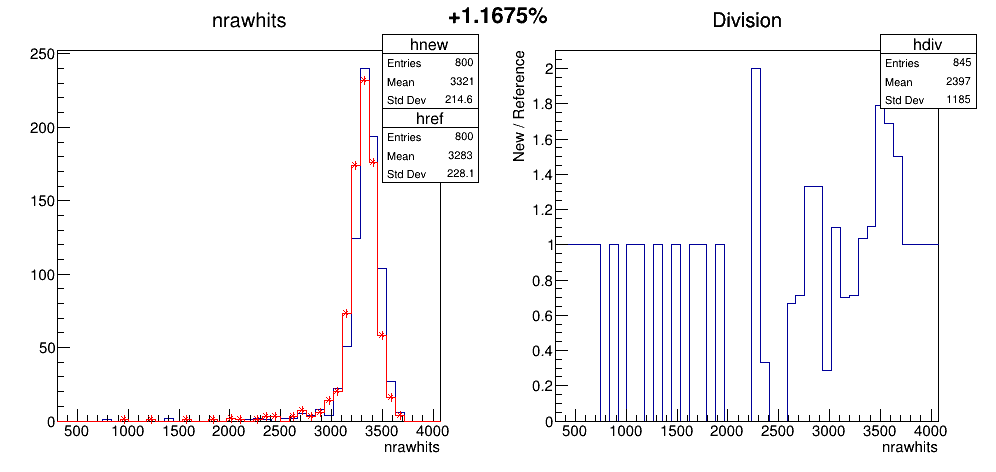 +1.1675%
nrawhits
hnew
Entries 800
Mean 3321
Std Dev 214.6
href
Entries 800
Mean 3283
Std Dev 228.1
250
200
150
100
50
0
500 1000 1500 2000 2500 3000 3500 4000
nrawhits
Division
hdiv
Entries 845
Mean 2397
Std Dev 1185
New / Reference
2
1.8
1.6
1.4
1.2
1
0.8
0.6
0.4
0.2
0
500 1000 1500 2000 2500 3000 3500 4000
nrawhits